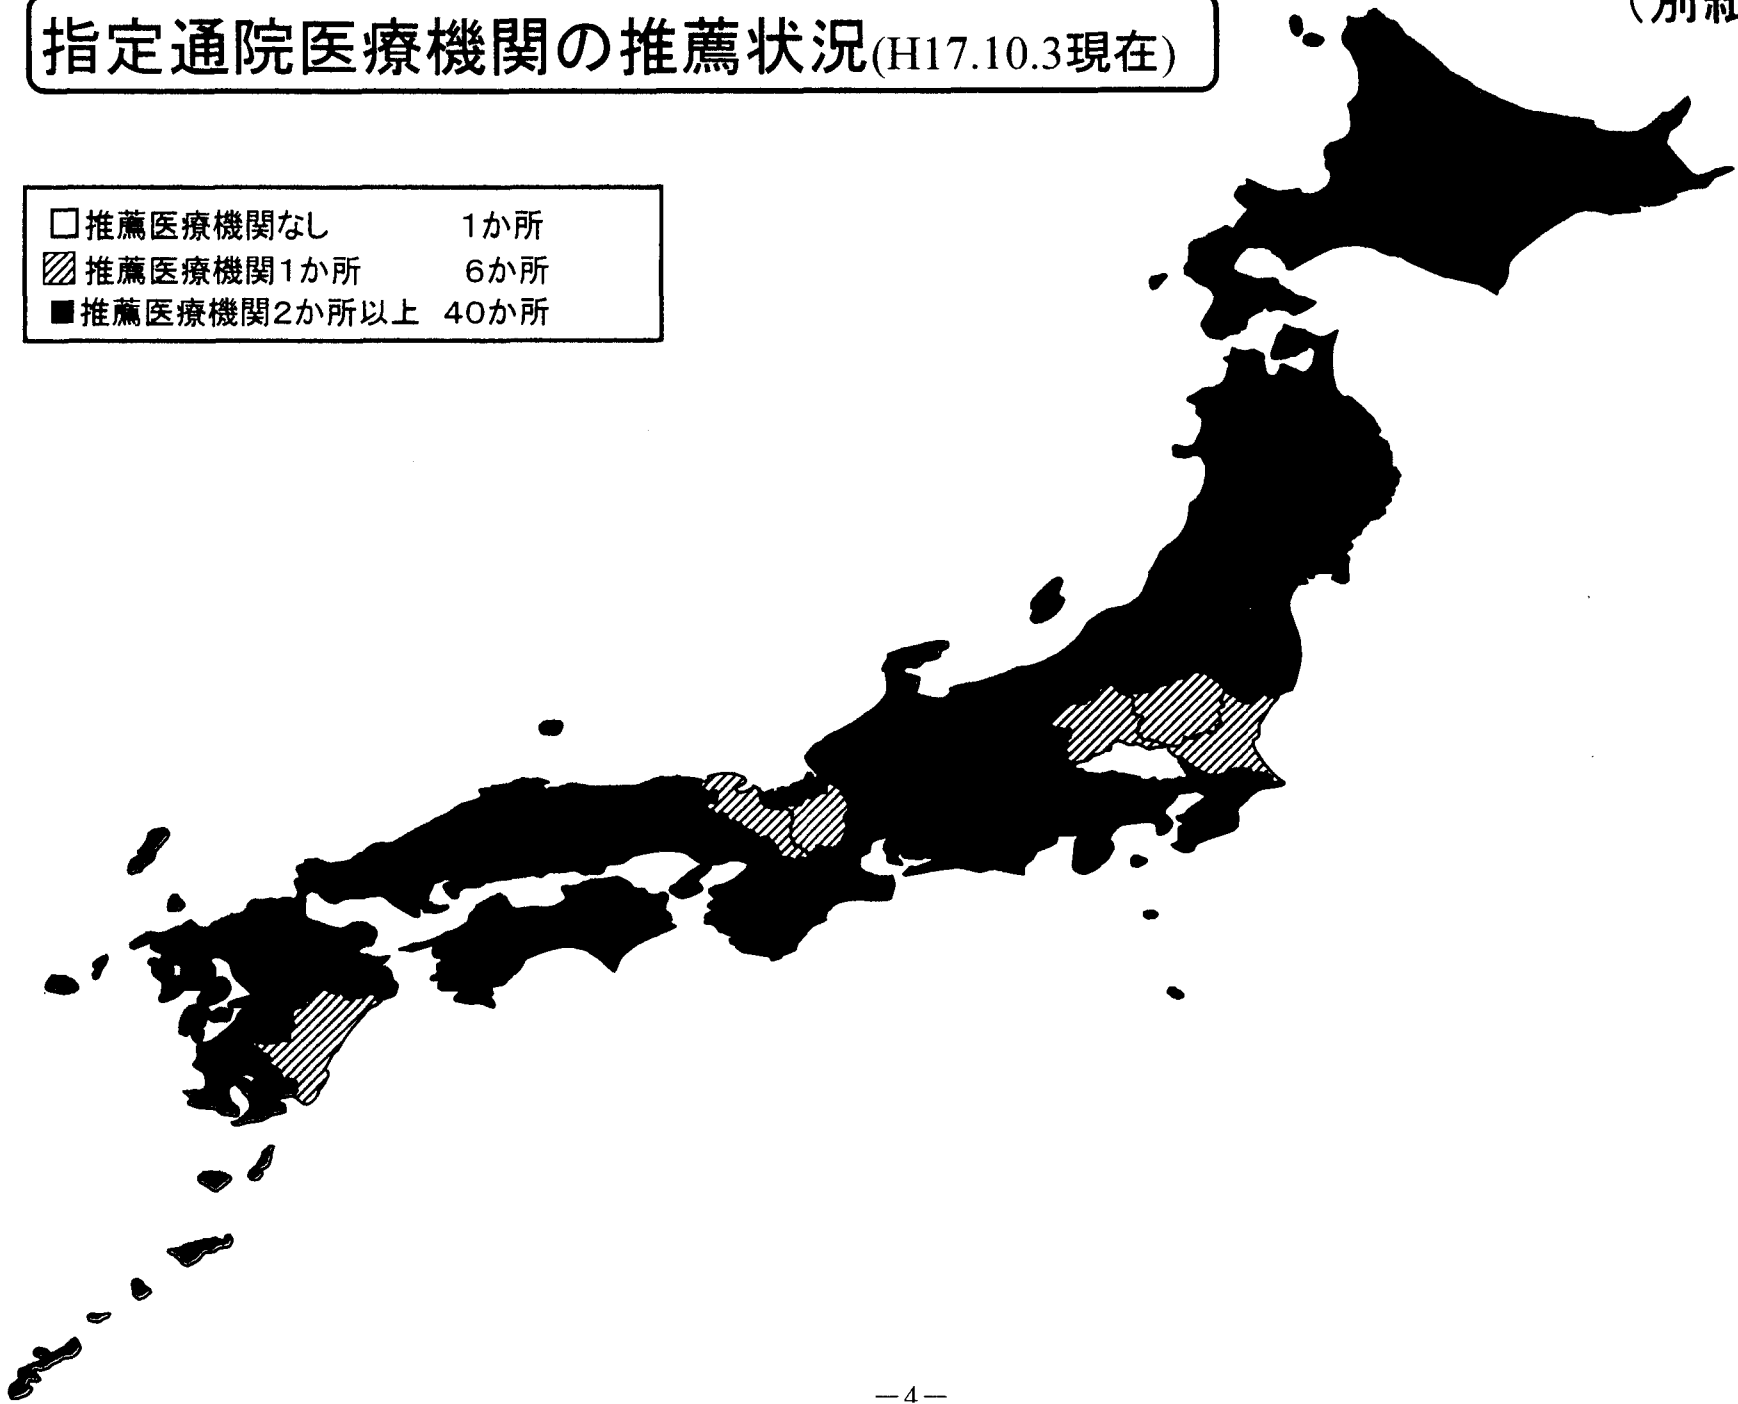 （別紙
指定通院医療機関の推薦状況(H17.10.3現在)
□推薦医療機関なし 1か所
推薦医療機関1か所 6か所
■推薦医療機関2か所以上 40か所
—4—